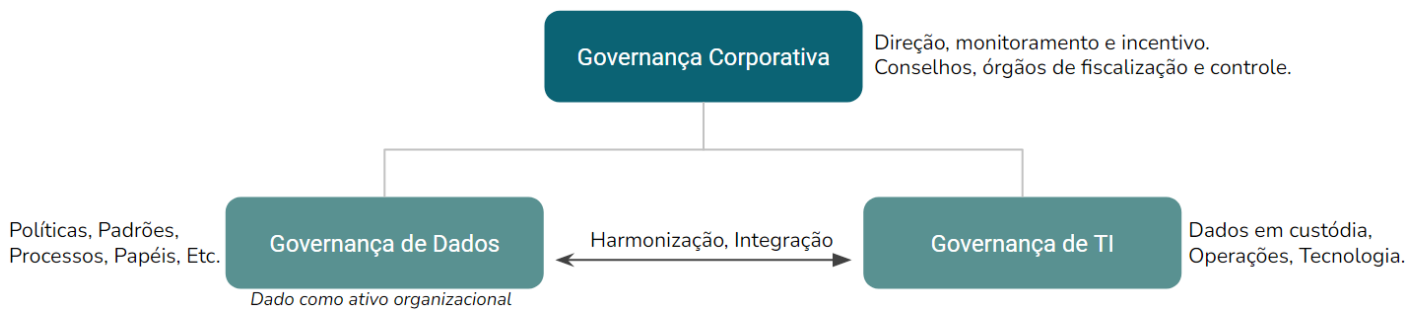 Governança Corporativa
Direção, monitoramento e incentivo.
Conselhos, órgãos de fiscalização e controle.
Políticas, Padrões,
Processos, Papéis, Etc.
Governança de Dados
Dado como ativo organizacional
Harmonização, Integração
Governança de TI
Dados em custódia,
Operações, Tecnologia.